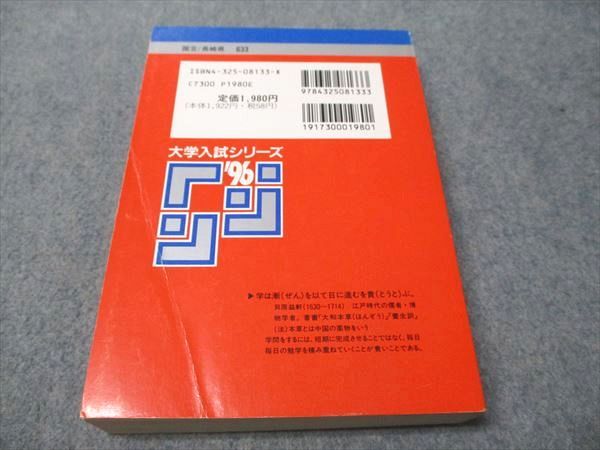 国立/長崎県 633
ISBN4-325-08133-X
C7300 P1980E
定価1,980円
(本体1,922円・税58円)
9784325081333
1917300019801
大学入試シリーズ
'96
▶学は漸(ぜん)を以て日に進むを貴(とうと)ぶ。
貝原益軒(1630〜1714) 江戸時代の儒者・博
物学者。著書「大和本草(ほんぞう)」「養生訓」
(注)本草とは中国の薬物をいう
学問をするには、短期に完成させることではなく、毎日
毎日の勉学を積み重ねていくことが貴いことである。